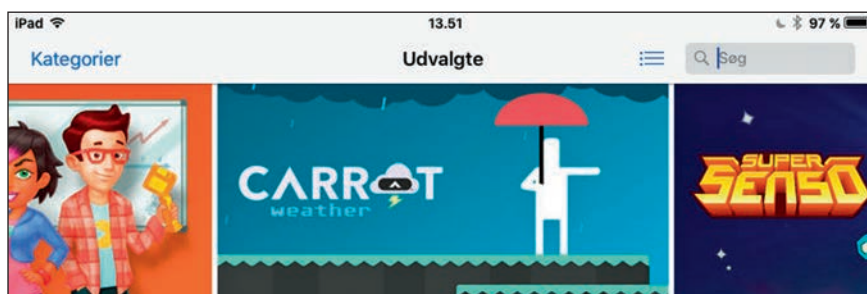 iPad 13.51 97 %
Kategorier Udvalgte Søg
CARROT
weather
SUPER
SENSO